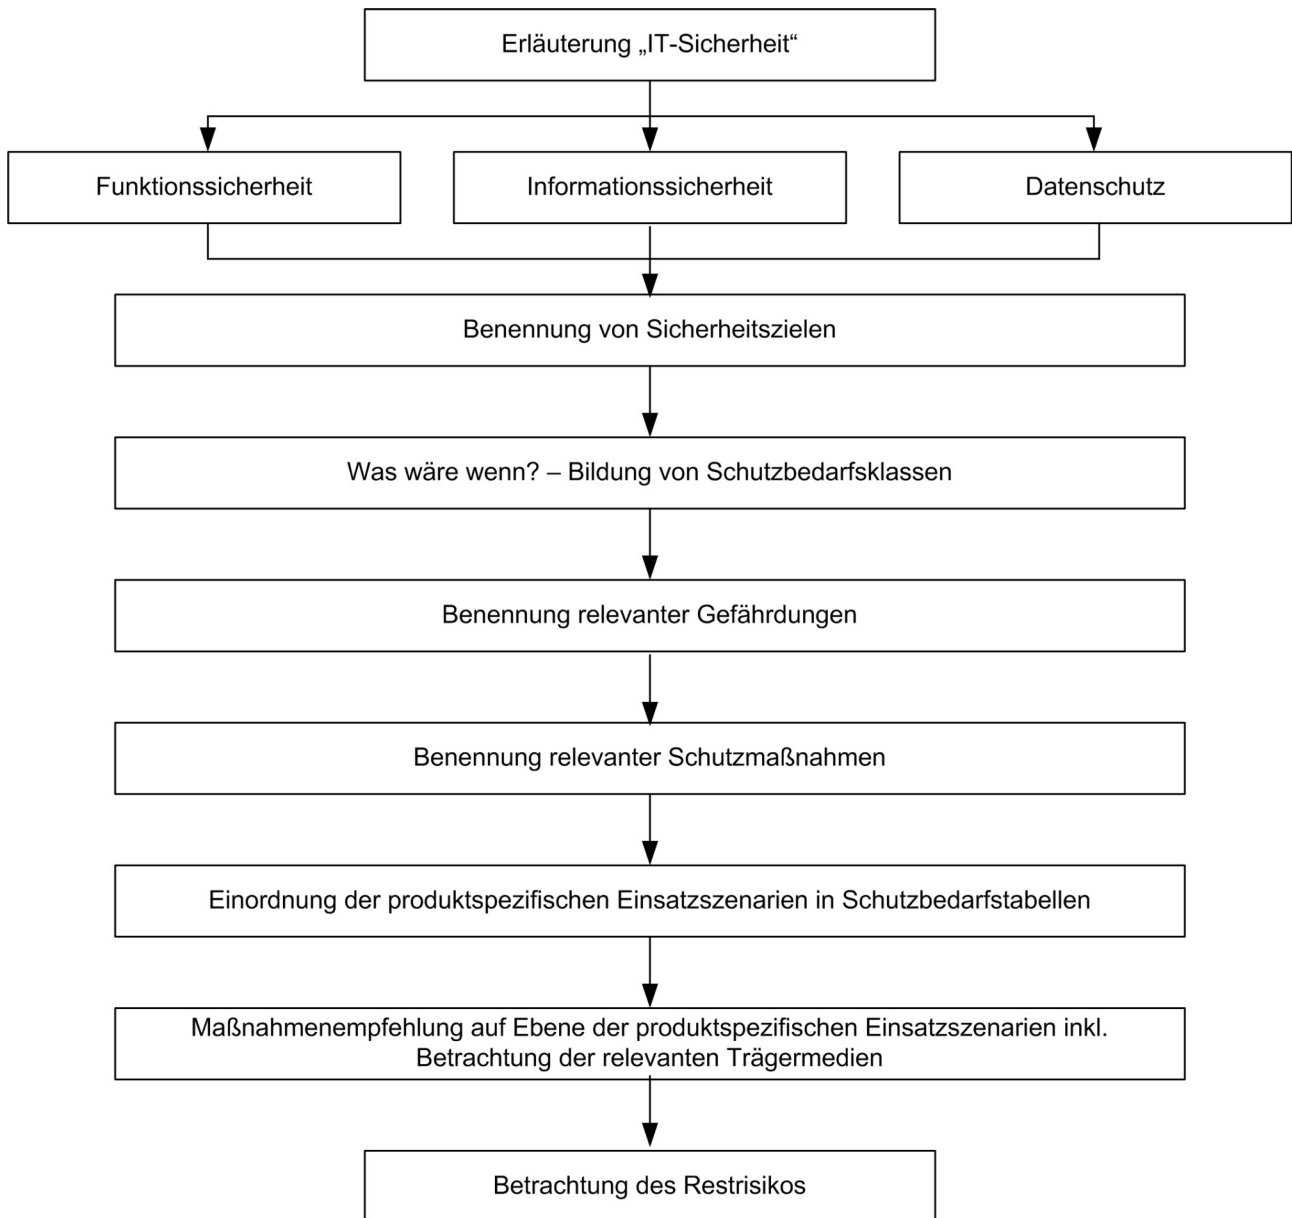 Erläuterung „IT-Sicherheit“
Funktionssicherheit
Informationssicherheit
Datenschutz
Benennung von Sicherheitszielen
Was wäre wenn? – Bildung von Schutzbedarfsklassen
Benennung relevanter Gefährdungen
Benennung relevanter Schutzmaßnahmen
Einordnung der produktspezifischen Einsatzszenarien in Schutzbedarfstabellen
Maßnahmenempfehlung auf Ebene der produktspezifischen Einsatzszenarien inkl.
Betrachtung der relevanten Trägermedien
Betrachtung des Restrisikos